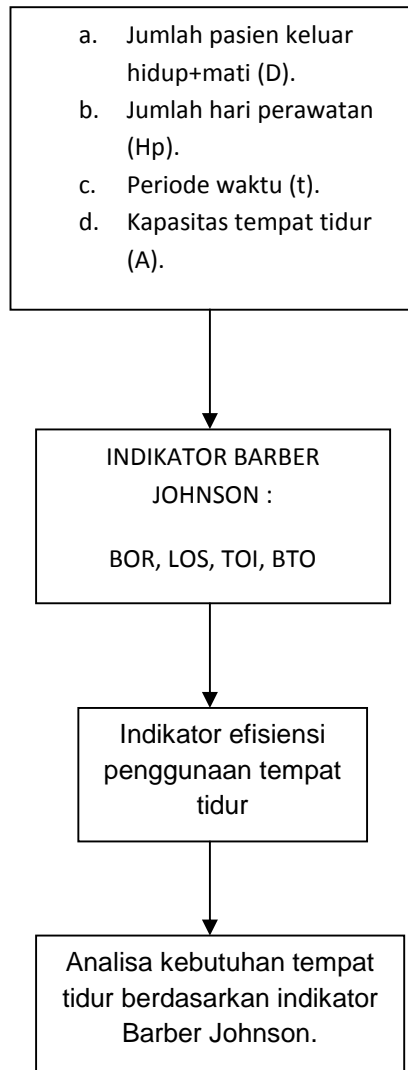 a. Jumlah pasien keluar
hidup+mati (D).
b. Jumlah hari perawatan
(Hp).
c. Periode waktu (t).
d. Kapasitas tempat tidur
(A).
INDIKATOR BARBER
JOHNSON :
BOR, LOS, TOI, BTO
Indikator efisiensi
penggunaan tempat
tidur
Analisa kebutuhan tempat
tidur berdasarkan indikator
Barber Johnson.